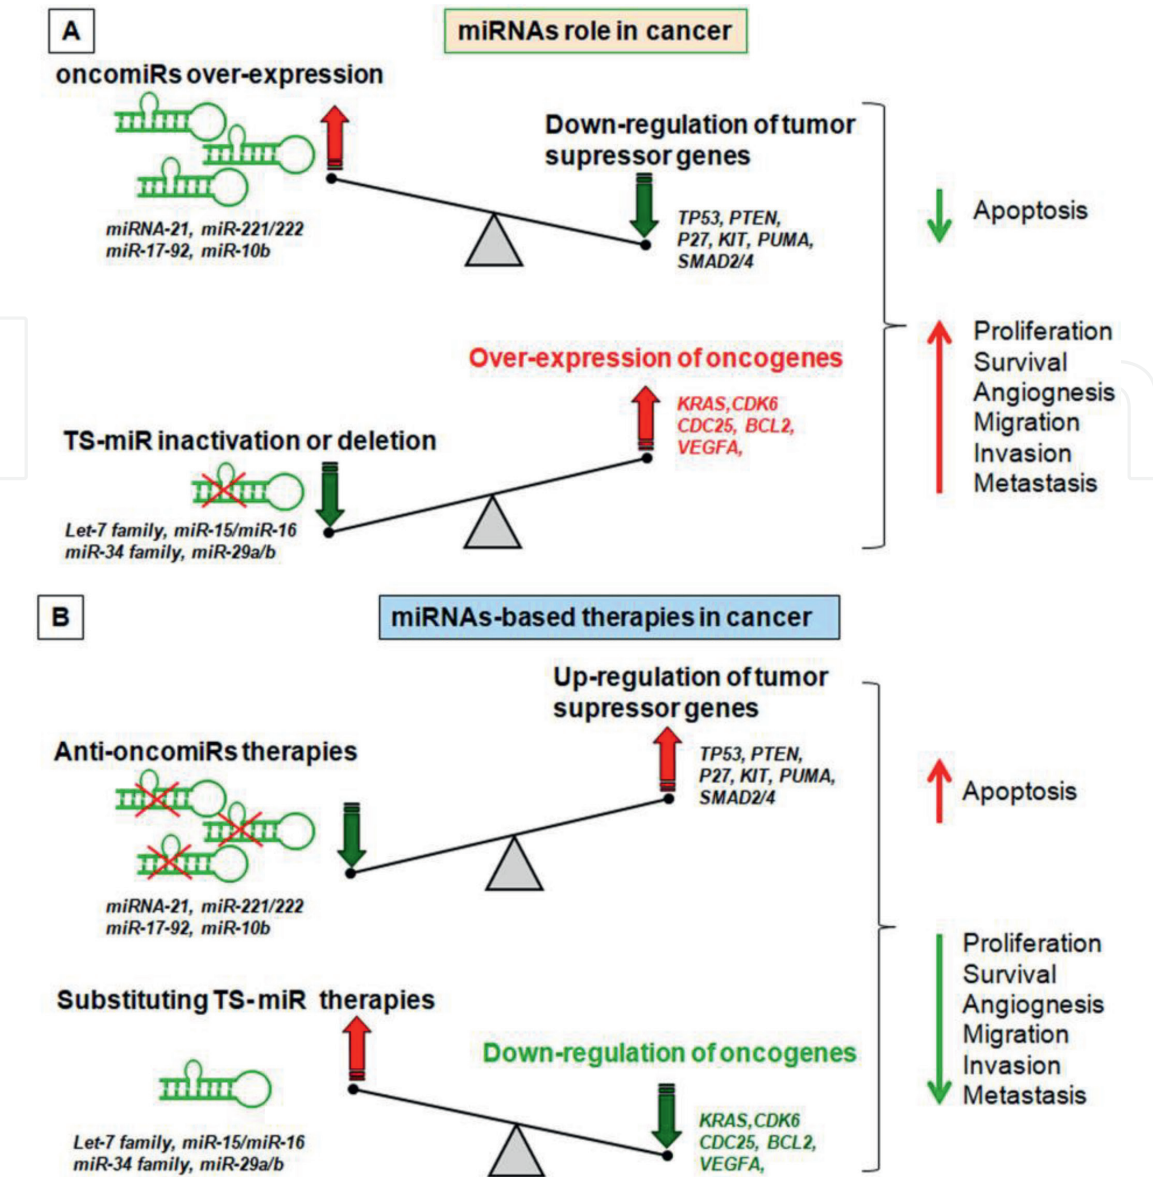 A
miRNAs role in cancer
oncomiRs over-expression
miRNA-21, miR-221/222
miR-17-92, miR-10b
Down-regulation of tumor
supressor genes
TP53, PTEN,
P27, KIT, PUMA,
SMAD2/4
Apoptosis
Over-expression of oncogenes
KRAS,CDK6
CDC25, BCL2,
VEGFA,
TS-miR inactivation or deletion
Let-7 family, miR-15/miR-16
miR-34 family, miR-29a/b
Proliferation
Survival
Angiognesis
Migration
Invasion
Metastasis
B
miRNAs-based therapies in cancer
Anti-oncomiRs therapies
miRNA-21, miR-221/222
miR-17-92, miR-10b
Up-regulation of tumor
supressor genes
TP53, PTEN,
P27, KIT, PUMA,
SMAD2/4
Apoptosis
Substituting TS-miR therapies
Let-7 family, miR-15/miR-16
miR-34 family, miR-29a/b
Down-regulation of oncogenes
KRAS,CDK6
CDC25, BCL2,
VEGFA,
Proliferation
Survival
Angiognesis
Migration
Invasion
Metastasis